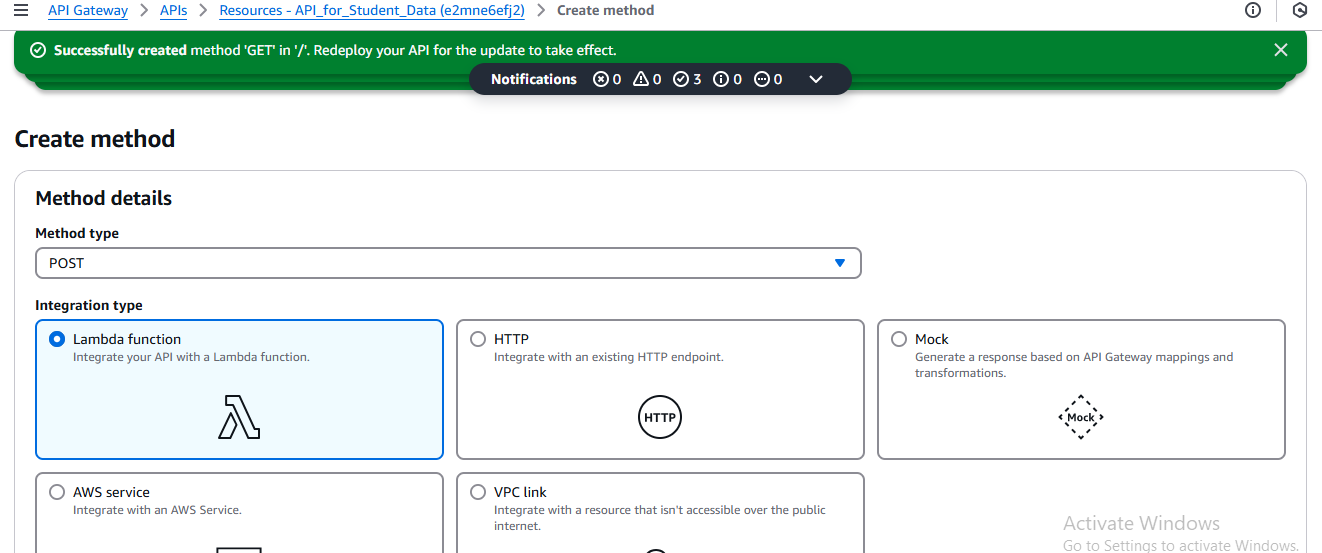 API Gateway > APIs > Resources - API_for_Student_Data (e2mne6efj2) > Create method
Successfully created method 'GET' in '/'. Redeploy your API for the update to take effect.
Notifications 0 0 3 0 0
Create method
Method details
Method type
POST
Integration type
Lambda function
Integrate your API with a Lambda function.
HTTP
Integrate with an existing HTTP endpoint.
HTTP
Mock
Generate a response based on API Gateway mappings and
transformations.
Mock
AWS service
Integrate with an AWS Service.
VPC link
Integrate with a resource that isn't accessible over the public
internet.
Activate Windows
Go to Settings to activate Windows.